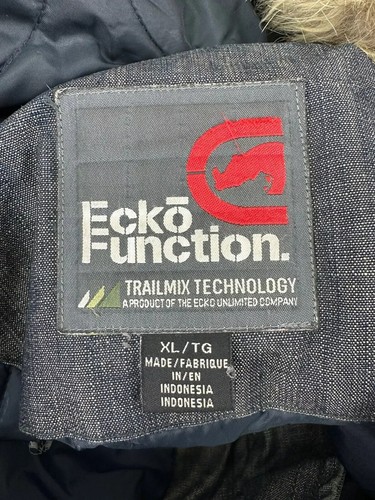 Eckō
Function.
TRAILMIX TECHNOLOGY
A PRODUCT OF THE ECKO UNLIMITED COMPANY
XL/TG
MADE/FABRIQUE
IN/EN
INDONESIA
INDONESIA